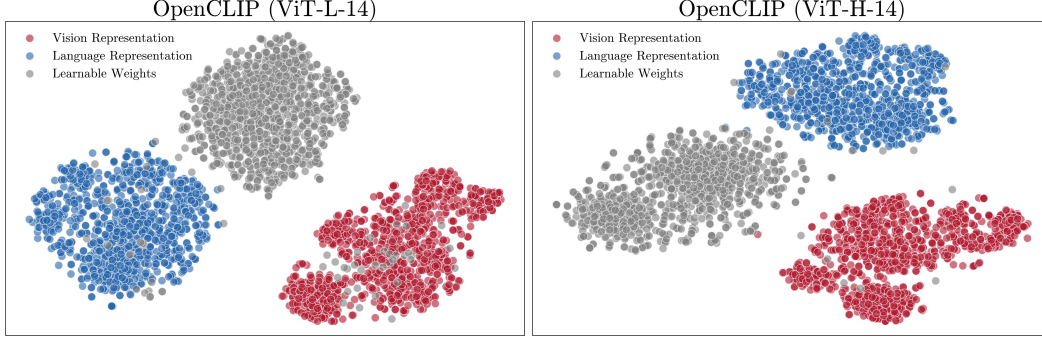 OpenCLIP (ViT-L-14)
Vision Representation
Language Representation
Learnable Weights
OpenCLIP (ViT-H-14)
Vision Representation
Language Representation
Learnable Weights